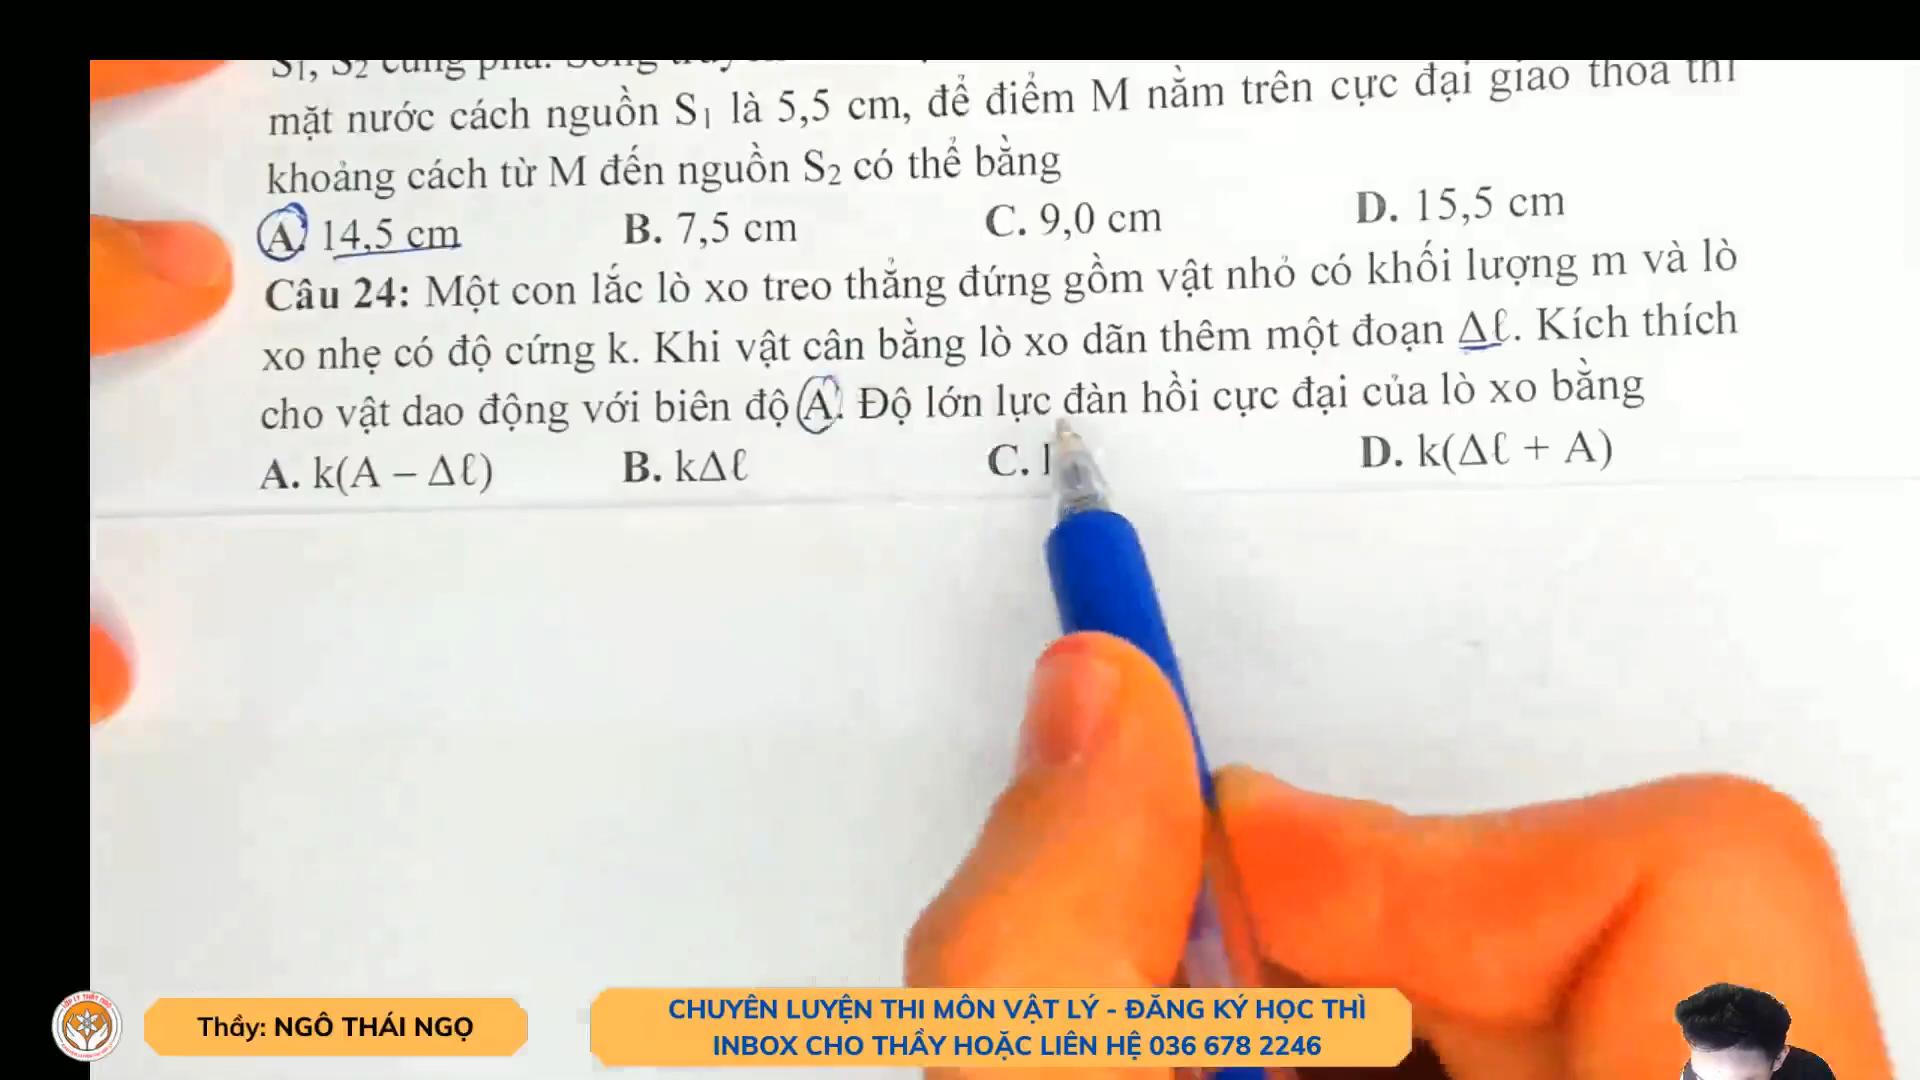 S1, S2 cùng pha. Sóng
mặt nước cách nguồn S1 là 5,5 cm, để điểm M nằm trên cực đại giao thoa thì
khoảng cách từ M đến nguồn S2 có thể bằng
A. 14,5 cm B. 7,5 cm C. 9,0 cm D. 15,5 cm
Câu 24: Một con lắc lò xo treo thẳng đứng gồm vật nhỏ có khối lượng m và lò
xo nhẹ có độ cứng k. Khi vật cân bằng lò xo dãn thêm một đoạn Δℓ. Kích thích
cho vật dao động với biên độ A. Độ lớn lực đàn hồi cực đại của lò xo bằng
A. k(A – Δℓ) B. kΔℓ C. D. k(Δℓ + A)
Thầy: NGÔ THÁI NGỌ
CHUYÊN LUYỆN THI MÔN VẬT LÝ - ĐĂNG KÝ HỌC THÌ
INBOX CHO THẦY HOẶC LIÊN HỆ 036 678 2246